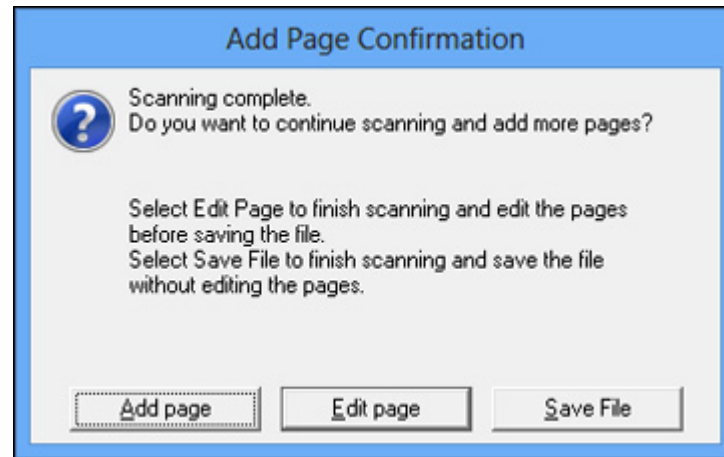 Add Page Confirmation
Scanning complete.
Do you want to continue scanning and add more pages?
Select Edit Page to finish scanning and edit the pages
before saving the file.
Select Save File to finish scanning and save the file
without editing the pages.
Add page
Edit page
Save File